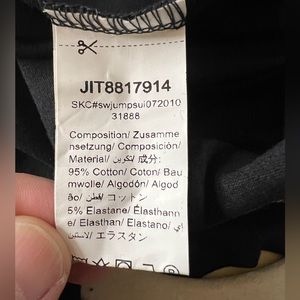 JIT8817914
SKC#swjumpsui072010
31888
Composition/ Zusamme
nsetzung/ Composición/
Material/ تكوين/ 成分:
95% Cotton/ Coton/ Bau
mwolle/ Algodón/ Algod
ão/ قطن/ コットン
5% Elastane/ Élasthann
e/ Elasthan/ Elastano/
لاستين/ エラスタン